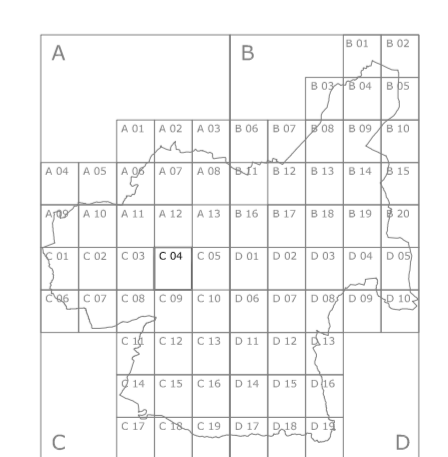 B 01 B 02
A B
B 03 B 04 B 05
A 01 A 02 A 03 B 06 B 07 B 08 B 09 B 10
A 04 A 05 A 06 A 07 A 08 B 11 B 12 B 13 B 14 B 15
A 09 A 10 A 11 A 12 A 13 B 16 B 17 B 18 B 19 B 20
C 01 C 02 C 03 C 04 C 05 D 01 D 02 D 03 D 04 D 05
C 06 C 07 C 08 C 09 C 10 D 06 D 07 D 08 D 09 D 10
C 11 C 12 C 13 D 11 D 12 D 13
C 14 C 15 C 16 D 14 D 15 D 16
C 17 C 18 C 19 D 17 D 18 D 19
C D